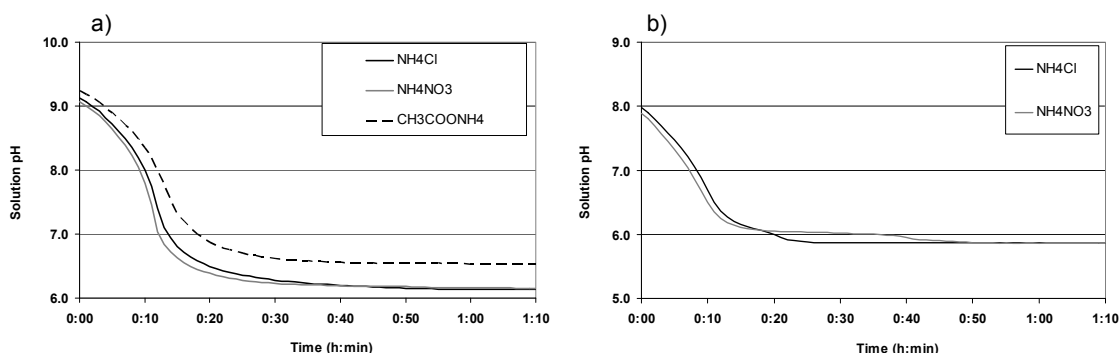 a)
10.0
9.0
8.0
7.0
6.0
Solution pH
NH4Cl
NH4NO3
CH3COONH4
0:00 0:10 0:20 0:30 0:40 0:50 1:00 1:10
Time (h:min)
b)
9.0
8.0
7.0
6.0
5.0
Solution pH
NH4Cl
NH4NO3
0:00 0:10 0:20 0:30 0:40 0:50 1:00 1:10
Time (h:min)